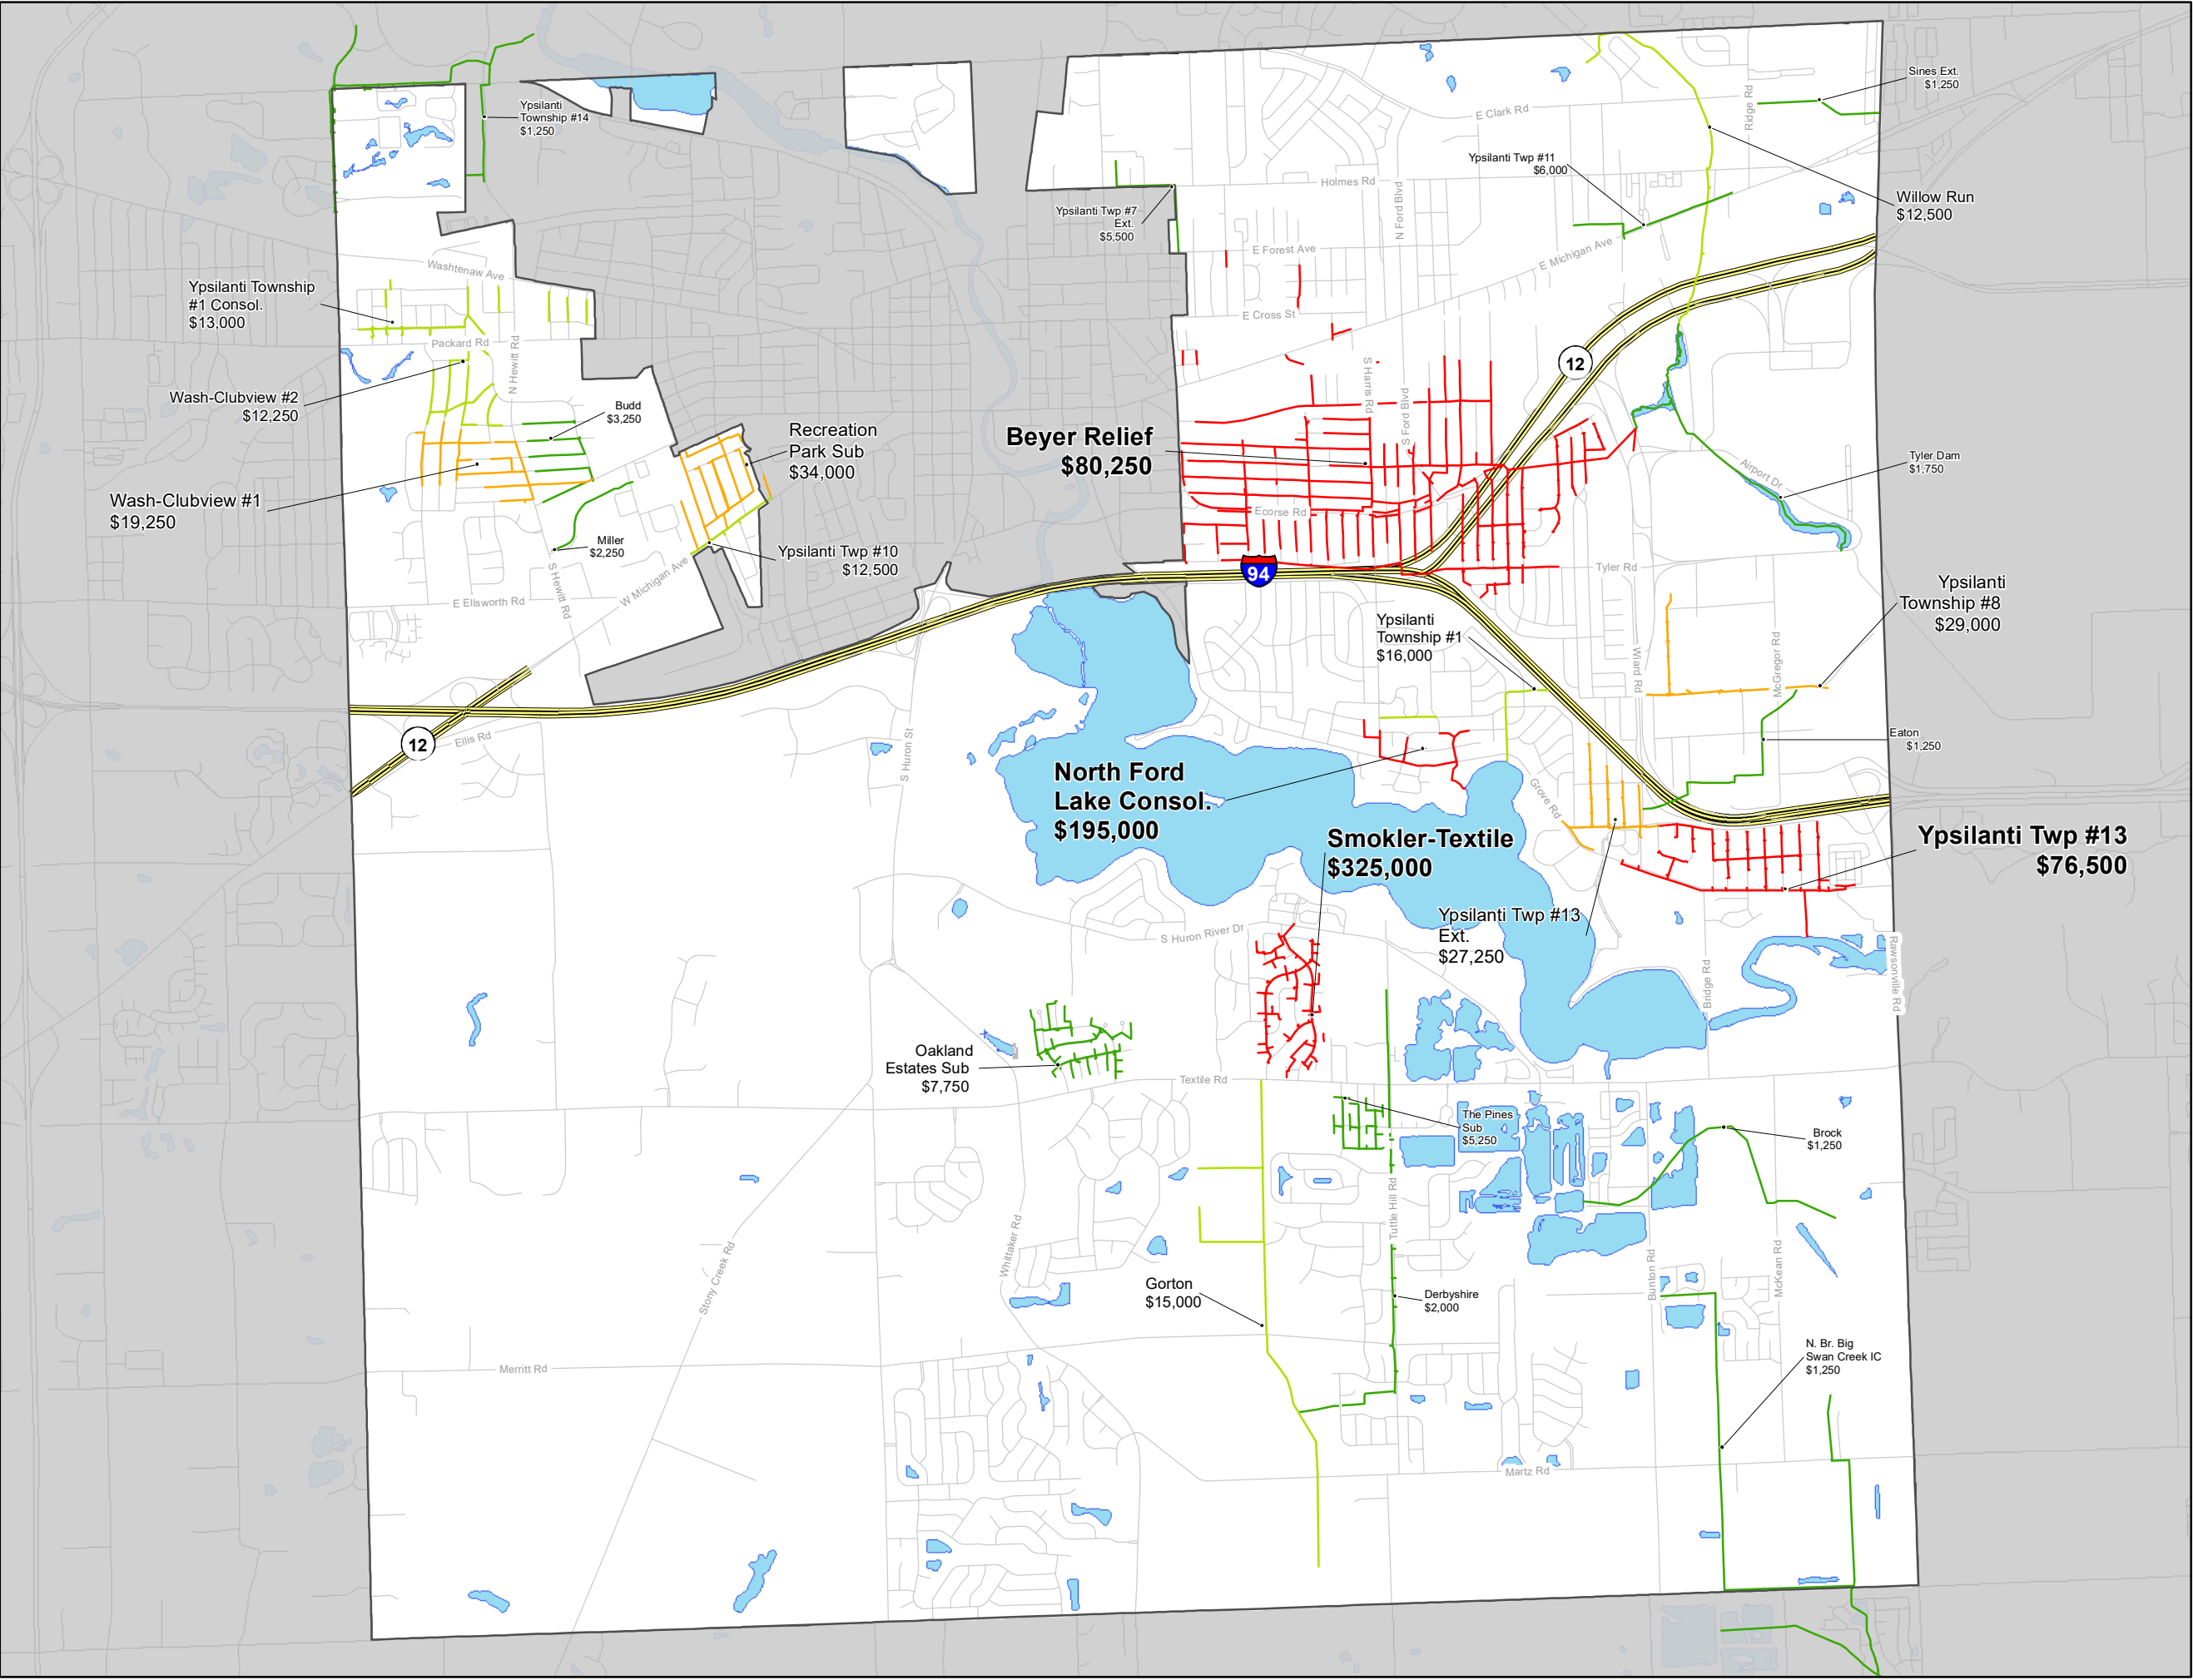 Sines Ext.
$1,250
Ypsilanti
Township #14
$1,250
E Clark Rd
Ridge Rd
Ypsilanti Twp #11
$6,000
Holmes Rd
N Ford Blvd
Willow Run
$12,500
Ypsilanti Twp #7
Ext.
$5,500
E Forest Ave
E Michigan Ave
Washtenaw Ave
Ypsilanti Township
#1 Consol.
$13,000
E Cross St
Packard Rd
N Hewitt Rd
12
S Harris Rd
S Ford Blvd
Wash-Clubview #2
$12,250
Budd
$3,250
Recreation
Park Sub
$34,000
Beyer Relief
$80,250
Tyler Dam
$1,750
Airport Dr
Wash-Clubview #1
$19,250
Ecorse Rd
Miller
$2,250
Ypsilanti Twp #10
$12,500
W Michigan Ave
S Hewitt Rd
E Ellsworth Rd
94
Tyler Rd
Ypsilanti
Township #8
$29,000
Ypsilanti
Township #1
$16,000
Wiard Rd
McGregor Rd
12
Ellis Rd
S Huron St
Eaton
$1,250
North Ford
Lake Consol.
$195,000
Grove Rd
Smokler-Textile
$325,000
Ypsilanti Twp #13
$76,500
Ypsilanti Twp #13
Ext.
$27,250
S Huron River Dr
Bridge Rd
Rawsonville Rd
Oakland
Estates Sub
$7,750
Textile Rd
The Pines
Sub
$5,250
Brock
$1,250
Tuttle Hill Rd
Whittaker Rd
Stony Creek Rd
Bunton Rd
McKean Rd
Gorton
$15,000
Derbyshire
$2,000
N. Br. Big
Swan Creek IC
$1,250
Merritt Rd
Martz Rd